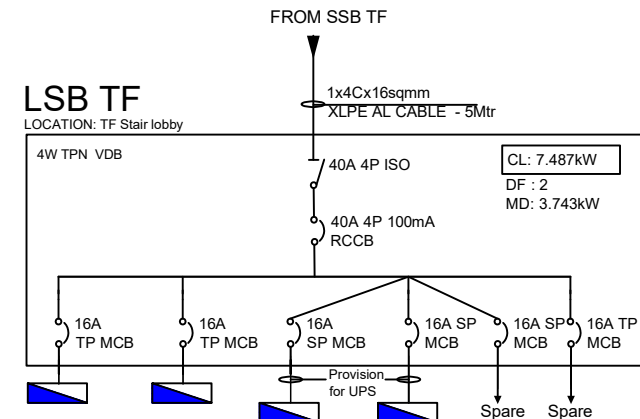 FROM SSB TF
1x4Cx16sqmm
XLPE AL CABLE - 5Mtr
LSB TF
LOCATION: TF Stair lobby
4W TPN VDB
40A 4P ISO
CL: 7.487kW
DF : 2
MD: 3.743kW
40A 4P 100mA
RCCB
16A
TP MCB
16A
TP MCB
16A
SP MCB
16A SP
MCB
16A SP
MCB
16A TP
MCB
Provision
for UPS
Spare
Spare